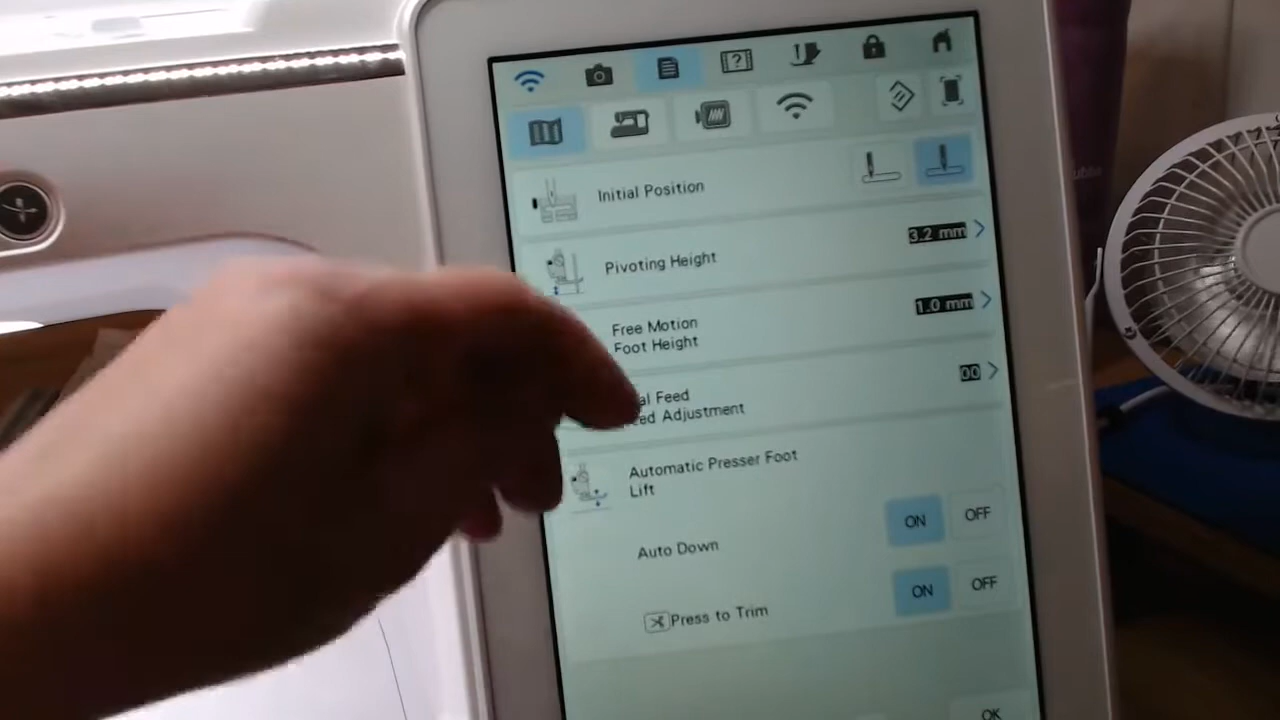 Initial Position
Pivoting Height
3.2 mm
Free Motion
Foot Height
1.0 mm
al Feed
ed Adjustment
00
Automatic Presser Foot
Lift
Auto Down
ON
OFF
Press to Trim
ON
OFF
OK